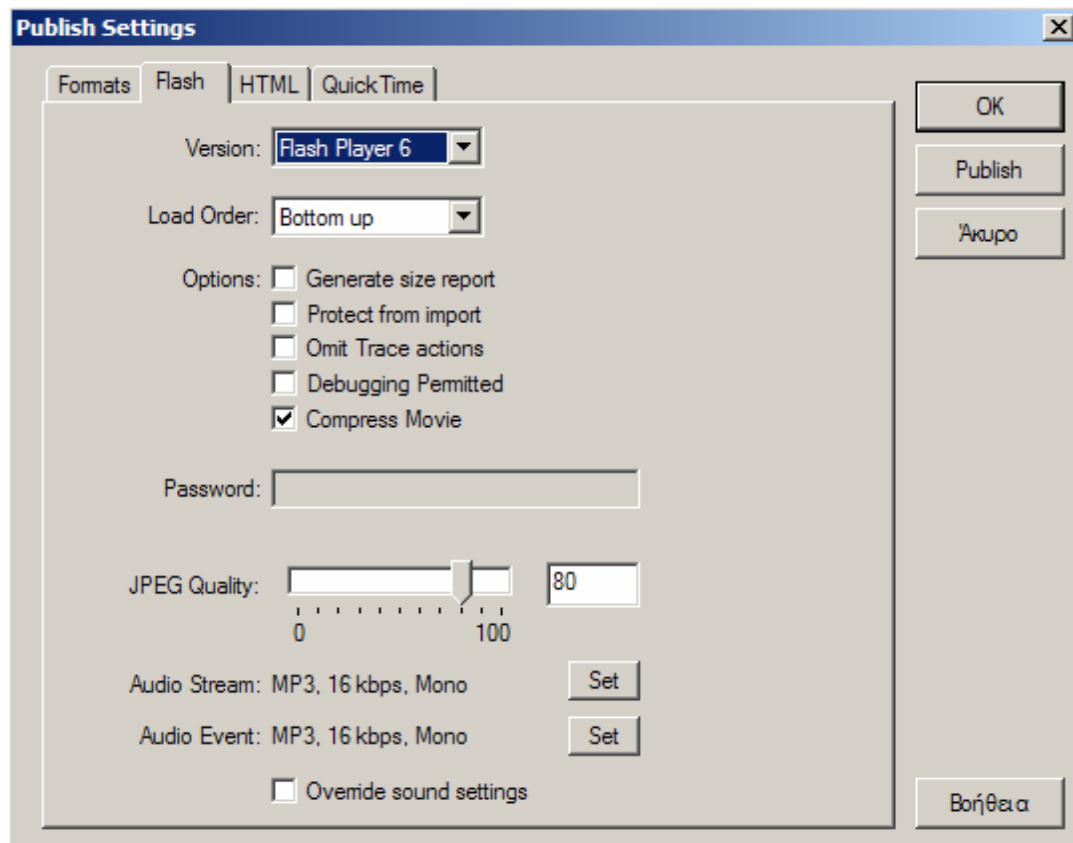 Publish Settings
Formats Flash HTML QuickTime
OK
Version: Flash Player 6
Publish
Load Order: Bottom up
Άκυρο
Options: Generate size report
Protect from import
Omit Trace actions
Debugging Permitted
Compress Movie
Password:
JPEG Quality: 80
0 100
Audio Stream: MP3, 16 kbps, Mono Set
Audio Event: MP3, 16 kbps, Mono Set
Override sound settings
Βοήθεια